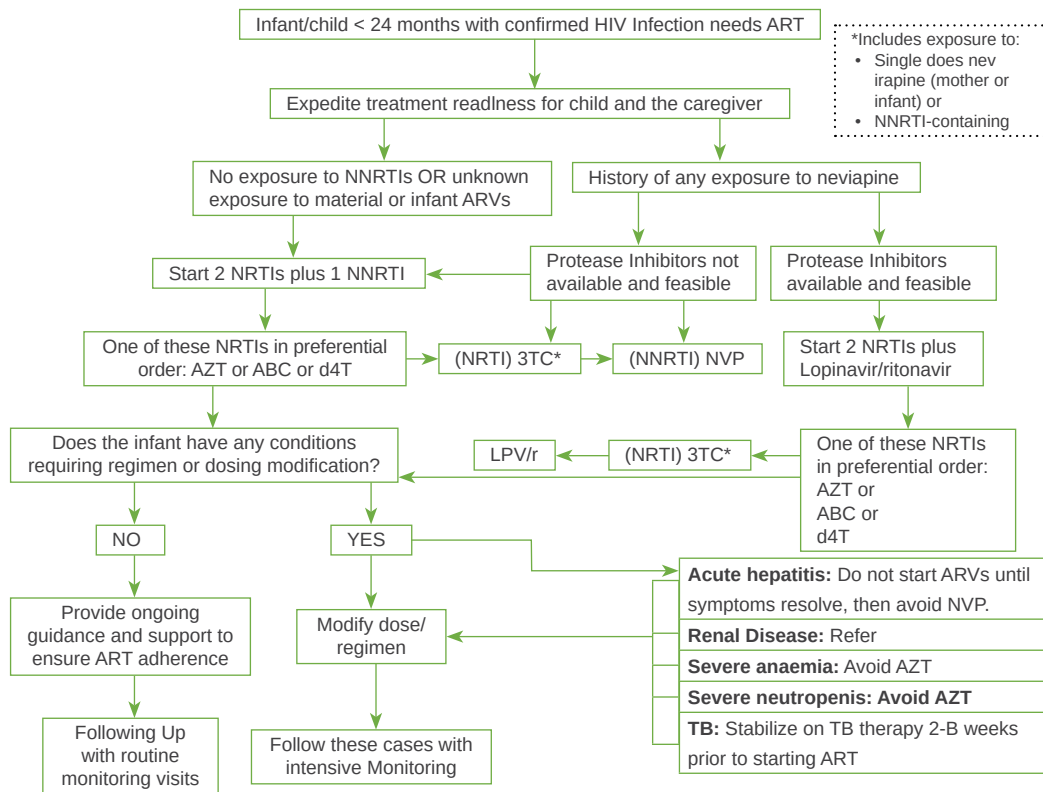 Infant/child < 24 months with confirmed HIV Infection needs ART
*Includes exposure to:
• Single does nev
irapine (mother or
infant) or
• NNRTI-containing
Expedite treatment readlness for child and the caregiver
No exposure to NNRTIs OR unknown
exposure to material or infant ARVs
History of any exposure to neviapine
Start 2 NRTIs plus 1 NNRTI
Protease Inhibitors not
available and feasible
Protease Inhibitors
available and feasible
One of these NRTIs in preferential
order: AZT or ABC or d4T
(NRTI) 3TC*
(NNRTI) NVP
Start 2 NRTIs plus
Lopinavir/ritonavir
Does the infant have any conditions
requiring regimen or dosing modification?
LPV/r
(NRTI) 3TC*
One of these NRTIs
in preferential order:
AZT or
ABC or
d4T
NO
YES
Provide ongoing
guidance and support to
ensure ART adherence
Modify dose/
regimen
Acute hepatitis: Do not start ARVs until
symptoms resolve, then avoid NVP.
Renal Disease: Refer
Severe anaemia: Avoid AZT
Severe neutropenis: Avoid AZT
TB: Stabilize on TB therapy 2-B weeks
prior to starting ART
Following Up
with routine
monitoring visits
Follow these cases with
intensive Monitoring